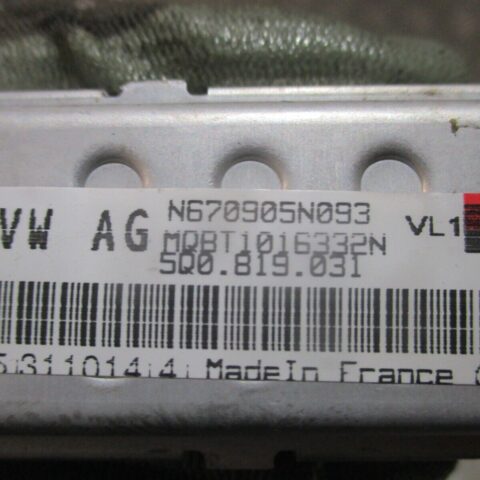 VW AG N670905N093 VL1
MQBT1016332N
5Q0.819.031
5311014 4 MadeIn France